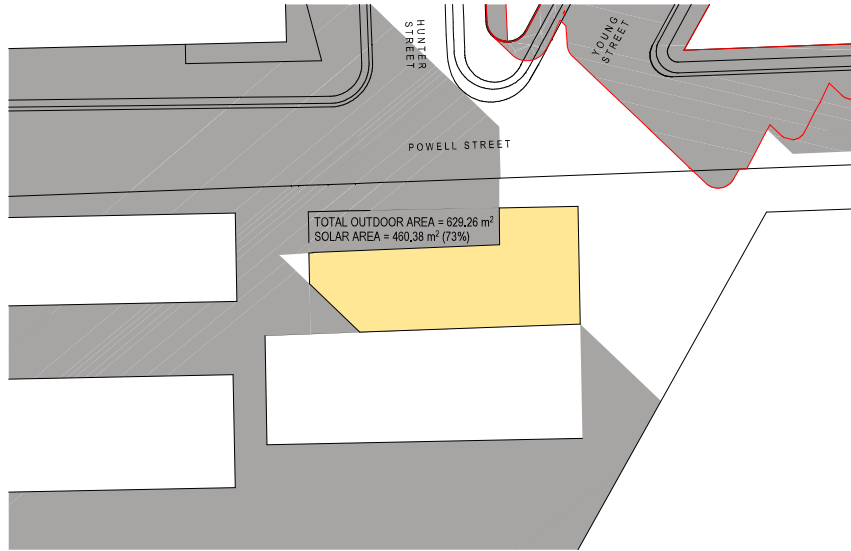 HUNTER
STREET
YOUNG
STREET
POWELL STREET
TOTAL OUTDOOR AREA = 629.26 m²
SOLAR AREA = 460.38 m² (73%)